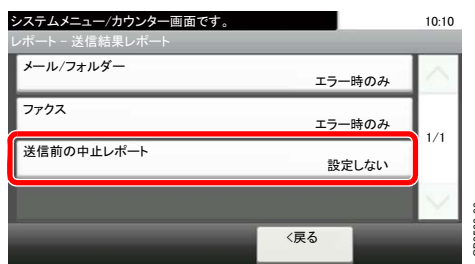 システムメニュー/カウンター画面です。
10:10
レポート - 送信結果レポート
メール/フォルダー
エラー時のみ
ファクス
エラー時のみ
1/1
送信前の中止レポート
設定しない
<戻る